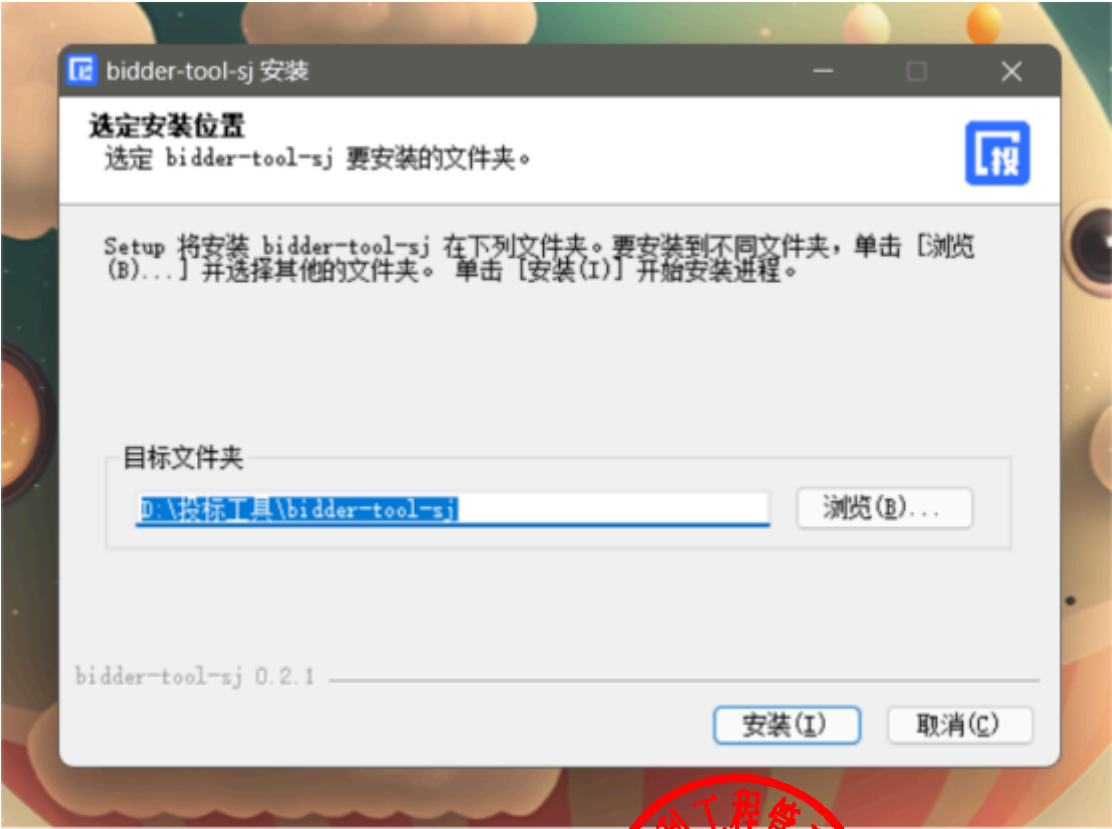 bidder-tool-sj 安装
选定安装位置
选定 bidder-tool-sj 要安装的文件夹。
投
Setup 将安装 bidder-tool-sj 在下列文件夹。要安装到不同文件夹，单击 [浏览
(B)...] 并选择其他的文件夹。 单击 [安装(I)] 开始安装进程。
目标文件夹
D:\投标工具\bidder-tool-sj
浏览(B)...
bidder-tool-sj 0.2.1
安装(I)
取消(C)
工程管